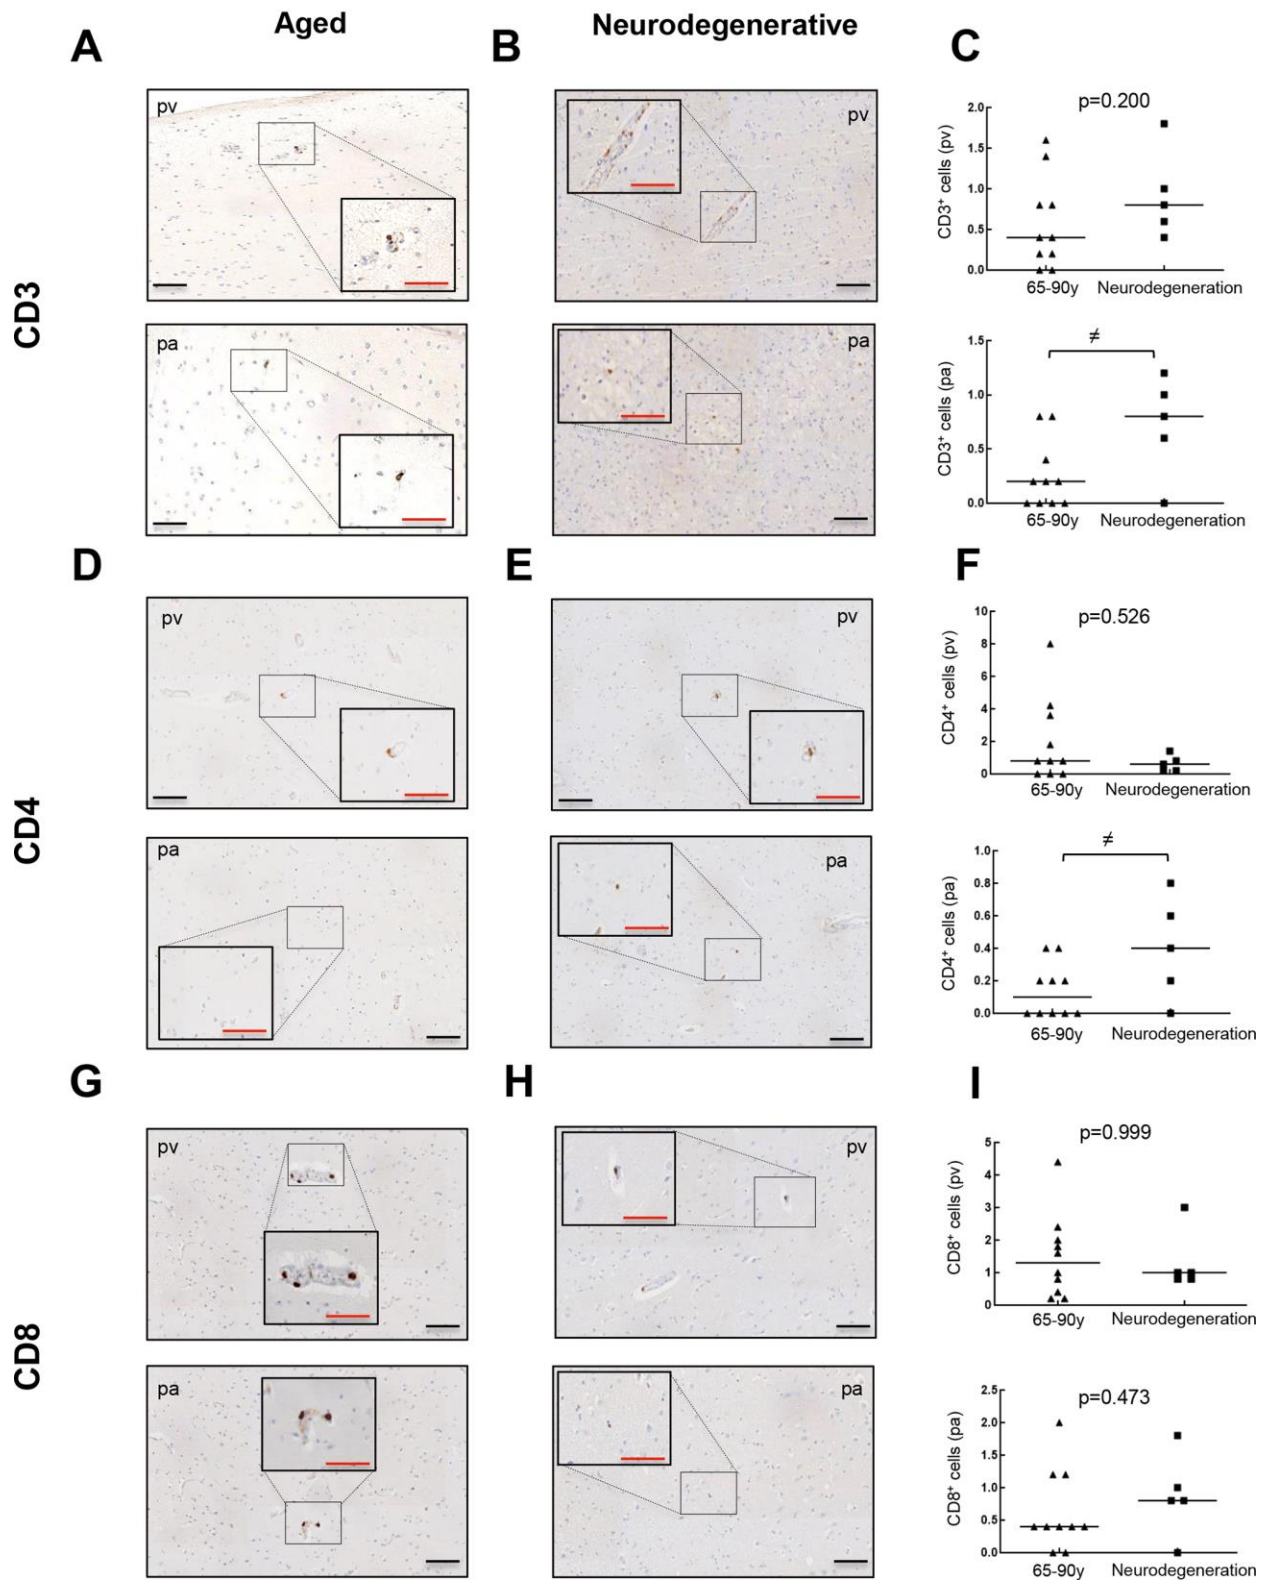 Aged
Neurodegenerative
A
B
C
CD3
pv
pv
p=0.200
CD3⁺ cells (pv)
2.0
1.5
1.0
0.5
0.0
65-90y Neurodegeneration
pa
pa
≠
CD3⁺ cells (pa)
1.5
1.0
0.5
0.0
65-90y Neurodegeneration
D
E
F
CD4
pv
pv
p=0.526
CD4⁺ cells (pv)
10
8
6
4
2
0
65-90y Neurodegeneration
pa
pa
≠
CD4⁺ cells (pa)
1.0
0.8
0.6
0.4
0.2
0.0
65-90y Neurodegeneration
G
H
I
CD8
pv
pv
p=0.999
CD8⁺ cells (pv)
5
4
3
2
1
0
65-90y Neurodegeneration
pa
pa
p=0.473
CD8⁺ cells (pa)
2.5
2.0
1.5
1.0
0.5
0.0
65-90y Neurodegeneration